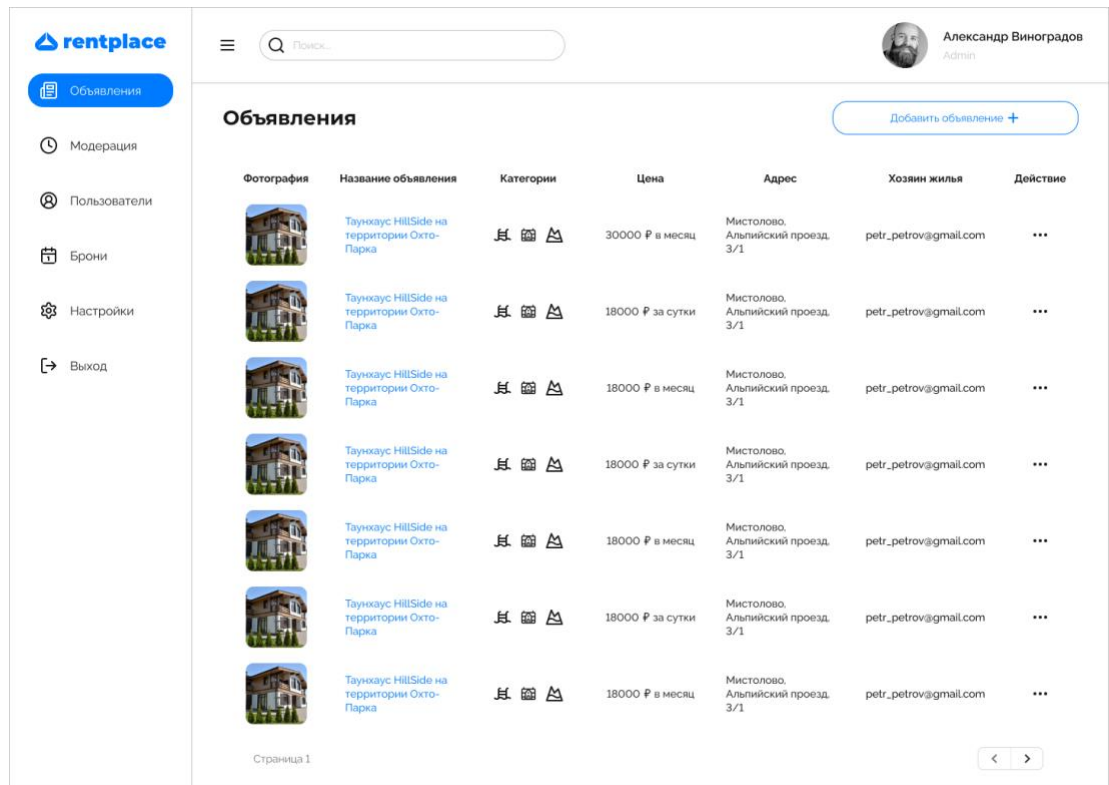 rentplace
Поиск...
Александр Виноградов
Admin
Объявления
Модерация
Пользователи
Брони
Настройки
Выход
Объявления
Добавить объявление +
Фотография Название объявления Категории Цена Адрес Хозяин жилья Действие
Таунхаус HillSide на
территории Охто-
Парка
30000 ₽ в месяц
Мистолово,
Альпийский проезд,
3/1
petr_petrov@gmail.com
Таунхаус HillSide на
территории Охто-
Парка
18000 ₽ за сутки
Мистолово,
Альпийский проезд,
3/1
petr_petrov@gmail.com
Таунхаус HillSide на
территории Охто-
Парка
18000 ₽ в месяц
Мистолово,
Альпийский проезд,
3/1
petr_petrov@gmail.com
Таунхаус HillSide на
территории Охто-
Парка
18000 ₽ за сутки
Мистолово,
Альпийский проезд,
3/1
petr_petrov@gmail.com
Таунхаус HillSide на
территории Охто-
Парка
18000 ₽ в месяц
Мистолово,
Альпийский проезд,
3/1
petr_petrov@gmail.com
Таунхаус HillSide на
территории Охто-
Парка
18000 ₽ за сутки
Мистолово,
Альпийский проезд,
3/1
petr_petrov@gmail.com
Таунхаус HillSide на
территории Охто-
Парка
18000 ₽ в месяц
Мистолово,
Альпийский проезд,
3/1
petr_petrov@gmail.com
Страница 1